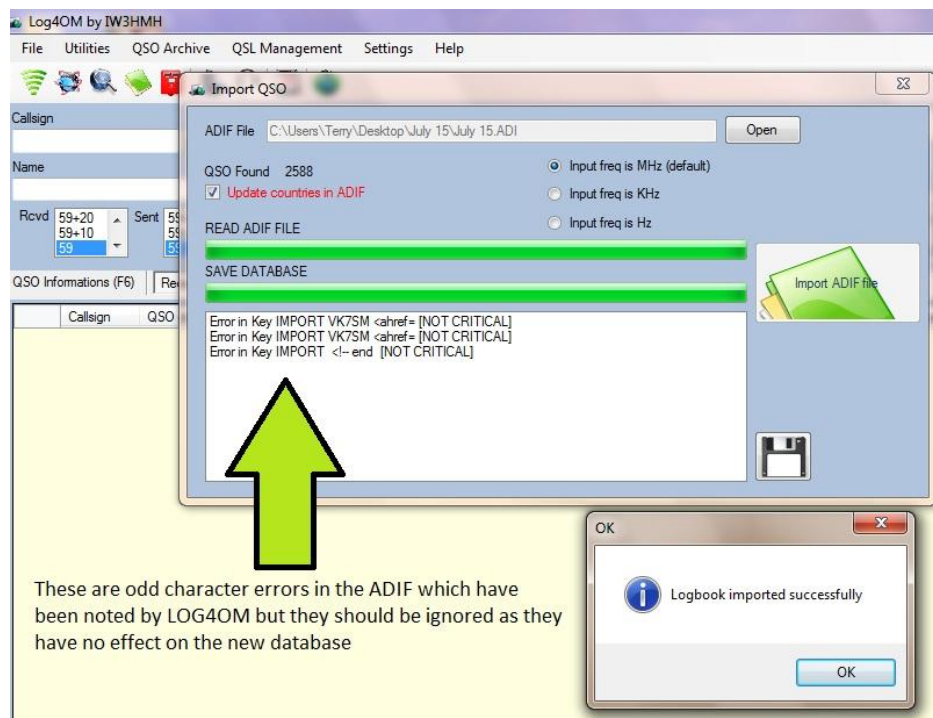 Log4OM by IW3HMH
File Utilities QSO Archive QSL Management Settings Help
Import QSO
Callsign
ADIF File C:\Users\Terry\Desktop\July 15\July 15.ADI Open
Name
QSO Found 2588
Input freq is MHz (default)
Update countries in ADIF
Input freq is KHz
Rcvd 59+20 Sent
59+10
59
READ ADIF FILE
Input freq is Hz
SAVE DATABASE
Import ADIF file
QSO Informations (F6)
Callsign QSO
Error in Key IMPORT VK7SM <ahref= [NOT CRITICAL]
Error in Key IMPORT VK7SM <ahref= [NOT CRITICAL]
Error in Key IMPORT <!-- end [NOT CRITICAL]
These are odd character errors in the ADIF which have
been noted by LOG4OM but they should be ignored as they
have no effect on the new database
OK
Logbook imported successfully
OK